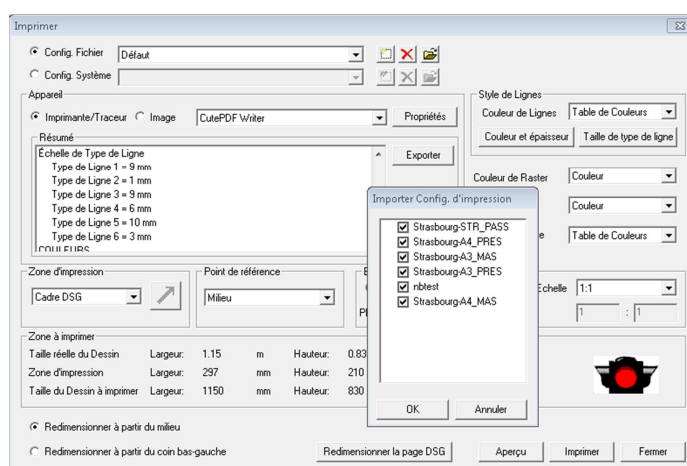 Imprimer
Config. Fichier Défaut
Config. Système
Appareil
Imprimante/Traceur Image CutePDF Writer Propriétés
Résumé
Échelle de Type de Ligne
Type de Ligne 1 = 9 mm
Type de Ligne 2 = 1 mm
Type de Ligne 3 = 9 mm
Type de Ligne 4 = 6 mm
Type de Ligne 5 = 10 mm
Type de Ligne 6 = 3 mm
COULEURS
Exporter
Style de Lignes
Couleur de Lignes Table de Couleurs
Couleur et épaisseur Taille de type de ligne
Couleur de Raster Couleur
Couleur
e Table de Couleurs
Importer Config. d'impression
Strasbourg-STR_PASS
Strasbourg-A4_PRES
Strasbourg-A3_MAS
Strasbourg-A3_PRES
nbtest
Strasbourg-A4_MAS
OK Annuler
Zone d'impression
Cadre DSG
Point de référence
Milieu
Echelle 1:1
1 : 1
Zone à imprimer
Taille réelle du Dessin Largeur: 1.15 m Hauteur: 0.83
Zone d'impression Largeur: 297 mm Hauteur: 210
Taille du Dessin à imprimer Largeur: 1150 mm Hauteur: 830
Redimensionner à partir du milieu
Redimensionner à partir du coin bas-gauche
Redimensionner la page DSG Aperçu Imprimer Fermer